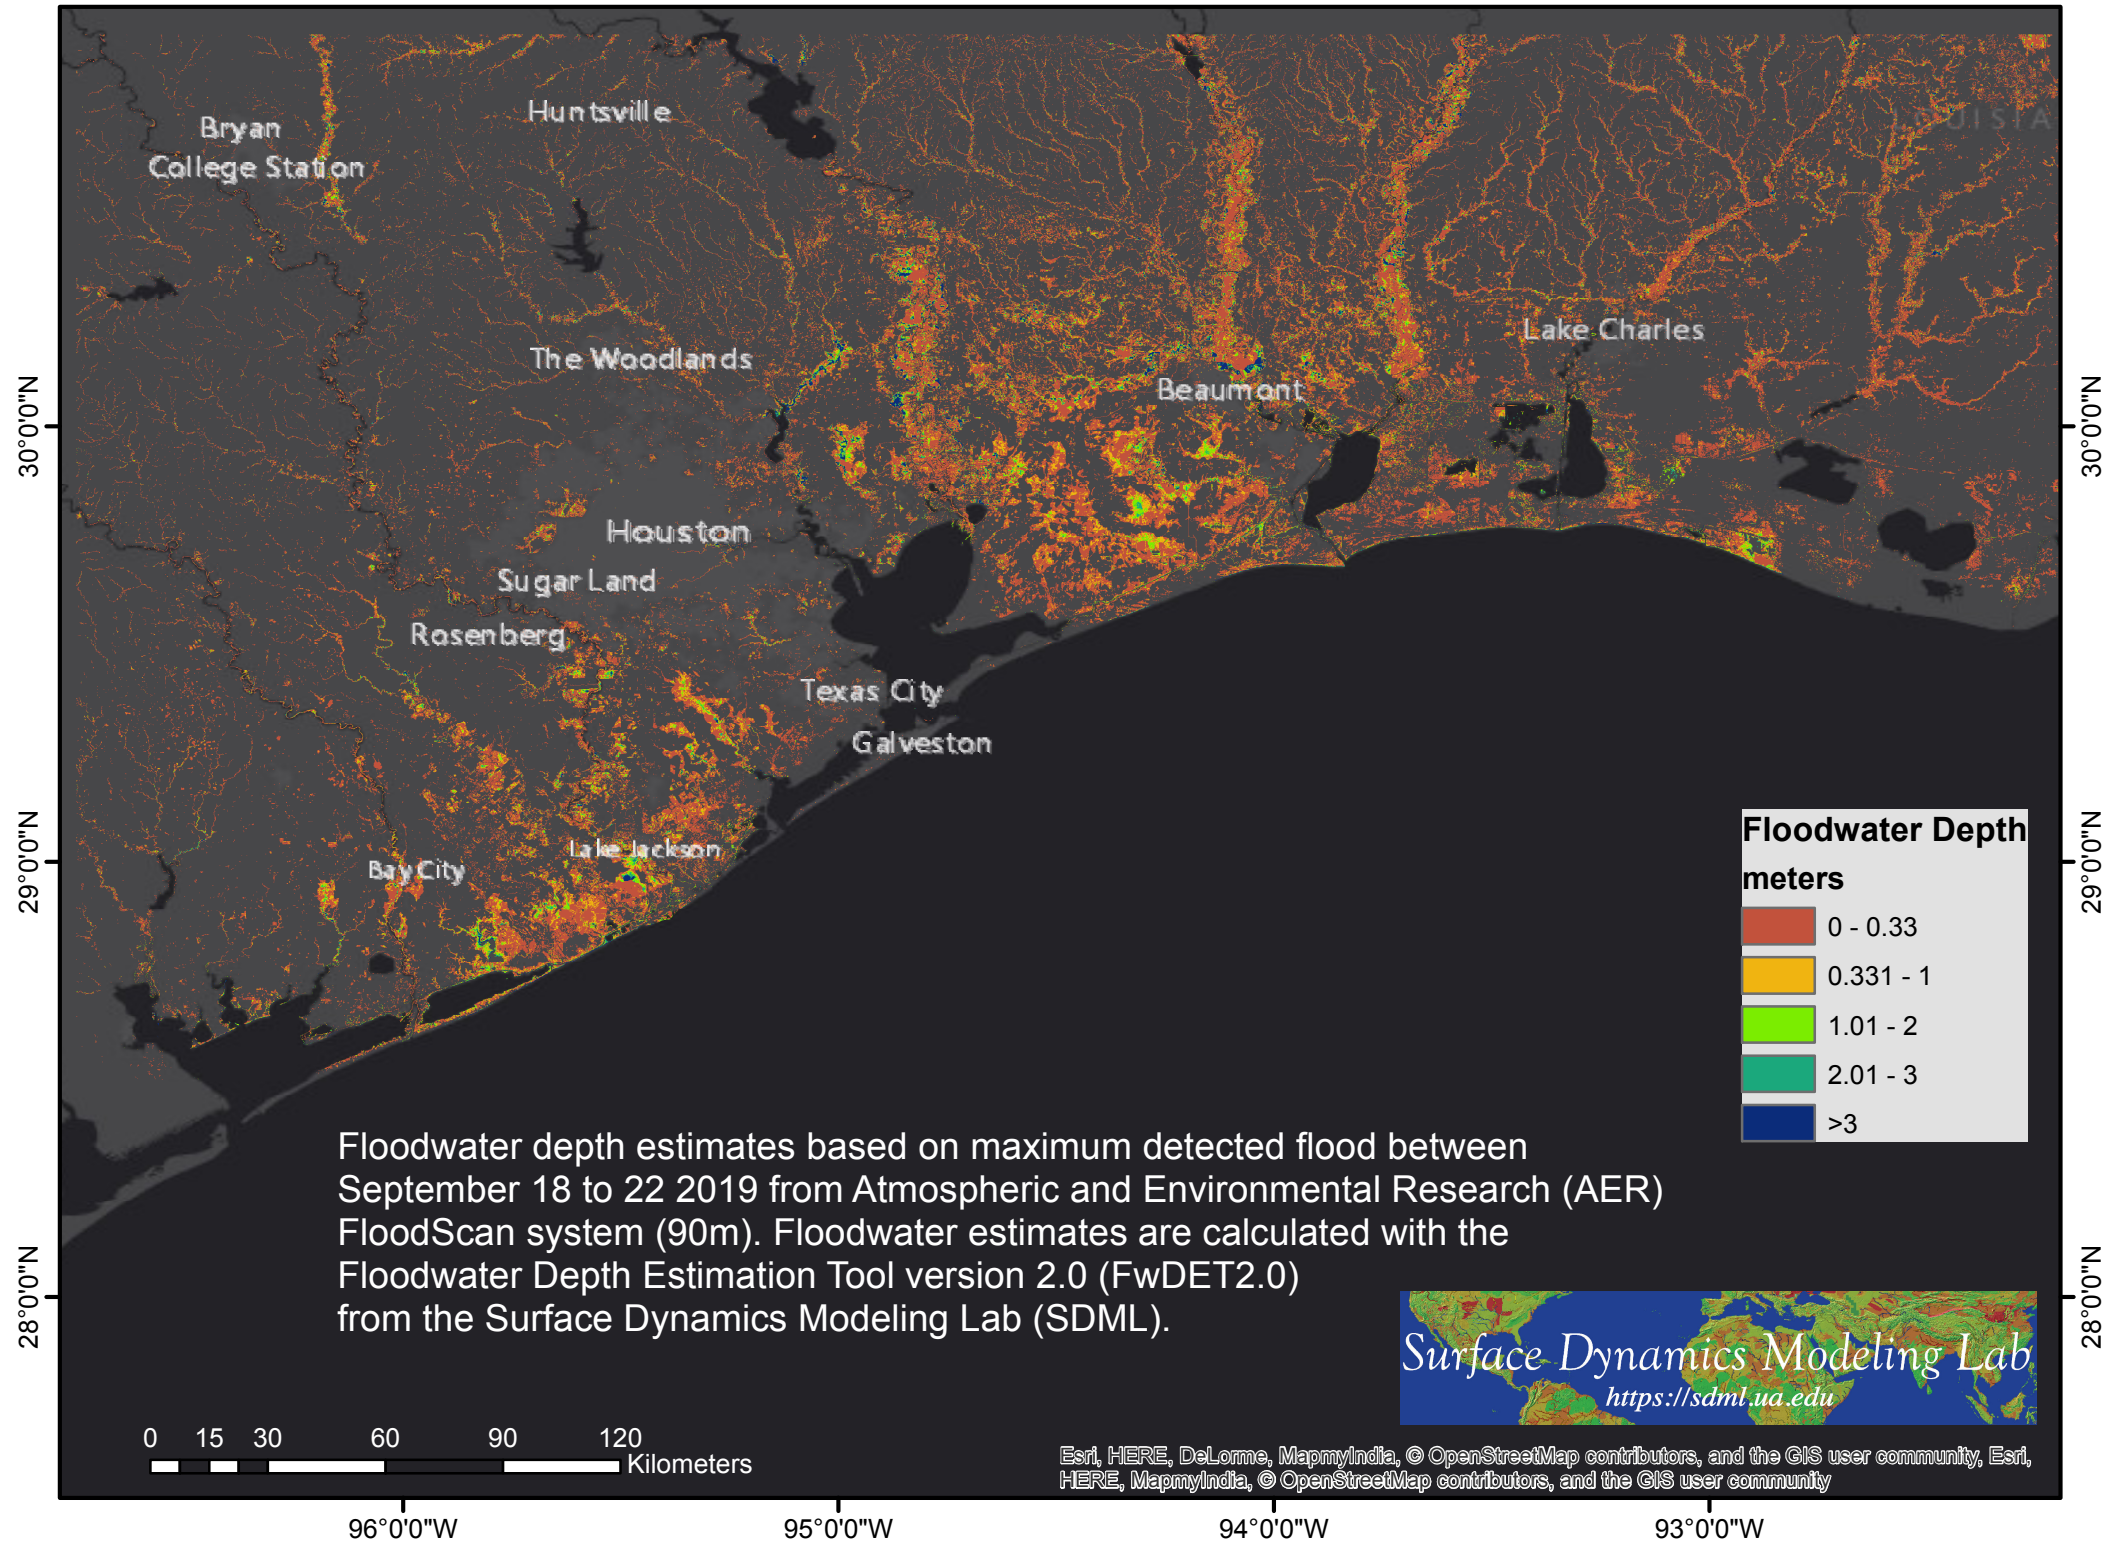 Huntsville
Bryan
College Station
LOUISIA
Lake Charles
The Woodlands
Beaumont
Houston
Sugar Land
Rosenberg
Texas City
Galveston
Lake Jackson
Bay City
30°0'0"N
30°0'0"N
29°0'0"N
29°0'0"N
28°0'0"N
28°0'0"N
Floodwater Depth
meters
0 - 0.33
0.331 - 1
1.01 - 2
2.01 - 3
>3
Floodwater depth estimates based on maximum detected flood between
September 18 to 22 2019 from Atmospheric and Environmental Research (AER)
FloodScan system (90m). Floodwater estimates are calculated with the
Floodwater Depth Estimation Tool version 2.0 (FwDET2.0)
from the Surface Dynamics Modeling Lab (SDML).
Surface Dynamics Modeling Lab
https://sdml.ua.edu
0 15 30 60 90 120
Kilometers
Esri, HERE, DeLorme, MapmyIndia, © OpenStreetMap contributors, and the GIS user community, Esri,
HERE, MapmyIndia, © OpenStreetMap contributors, and the GIS user community
96°0'0"W 95°0'0"W 94°0'0"W 93°0'0"W